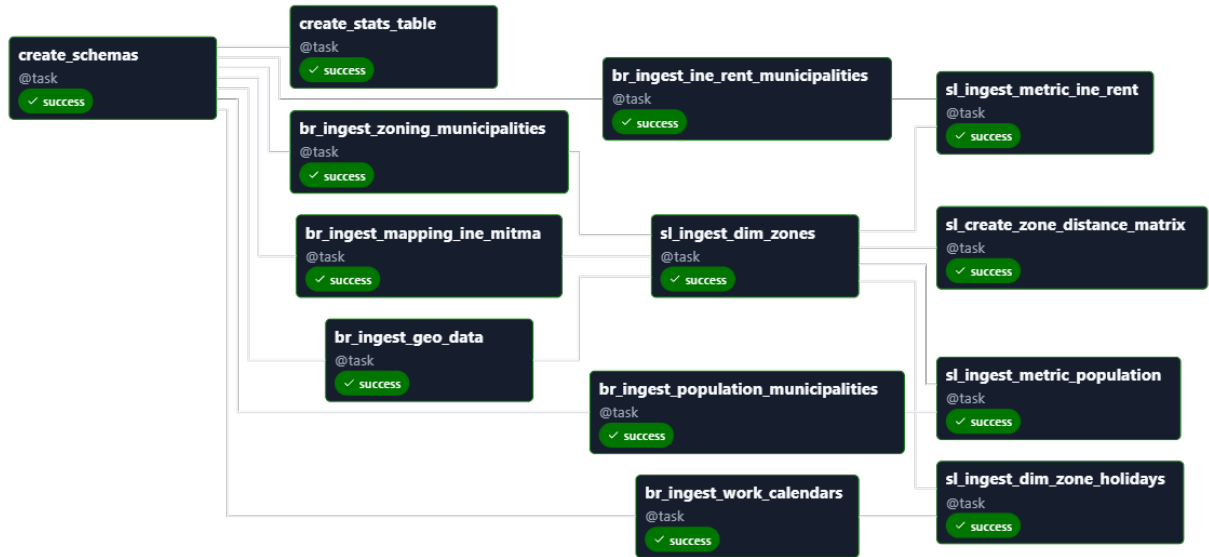 create_schemas
@task
success
create_stats_table
@task
success
br_ingest_zoning_municipalities
@task
success
br_ingest_mapping_ine_mitma
@task
success
br_ingest_geo_data
@task
success
br_ingest_ine_rent_municipalities
@task
success
sl_ingest_dim_zones
@task
success
br_ingest_population_municipalities
@task
success
br_ingest_work_calendars
@task
success
sl_ingest_metric_ine_rent
@task
success
sl_create_zone_distance_matrix
@task
success
sl_ingest_metric_population
@task
success
sl_ingest_dim_zone_holidays
@task
success